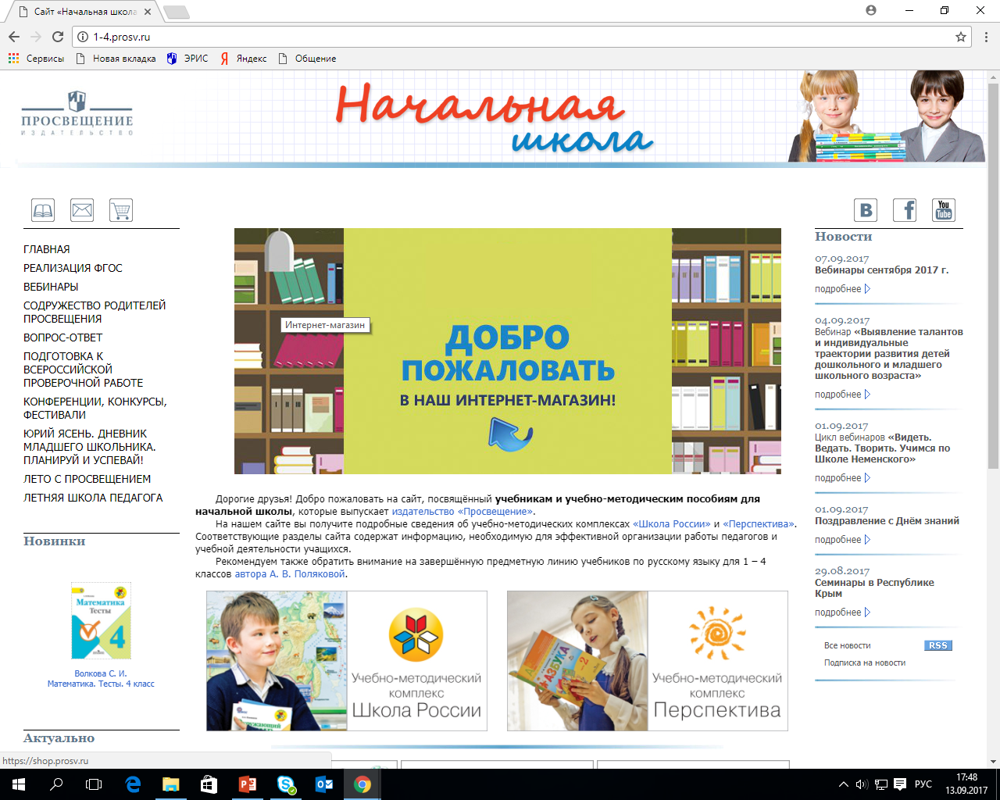 Сайт «Начальная школа
1-4.prosv.ru
Сервисы
Новая вкладка
ЭРИС
Яндекс
Общение
ПРОСВЕЩЕНИЕ
ИЗДАТЕЛЬСТВО
Начальная
школа
ГЛАВНАЯ
РЕАЛИЗАЦИЯ ФГОС
ВЕБИНАРЫ
СОДРУЖЕСТВО РОДИТЕЛЕЙ
ПРОСВЕЩЕНИЯ
ВОПРОС-ОТВЕТ
ПОДГОТОВКА К
ВСЕРОССИЙСКОЙ
ПРОВЕРОЧНОЙ РАБОТЕ
КОНФЕРЕНЦИИ, КОНКУРСЫ,
ФЕСТИВАЛИ
ЮРИЙ ЯСЕНЬ. ДНЕВНИК
МЛАДШЕГО ШКОЛЬНИКА.
ПЛАНИРУЙ И УСПЕВАЙ!
ЛЕТО С ПРОСВЕЩЕНИЕМ
ЛЕТНЯЯ ШКОЛА ПЕДАГОГА
Новинки
Математика
Тесты
4
Волкова С. И.
Математика. Тесты. 4 класс
Актуально
https://shop.prosv.ru
Интернет-магазин
ДОБРО
ПОЖАЛОВАТЬ
В НАШ ИНТЕРНЕТ-МАГАЗИН!
Дорогие друзья! Добро пожаловать на сайт, посвящённый учебникам и учебно-методическим пособиям для
начальной школы, которые выпускает издательство «Просвещение».
На нашем сайте вы получите подробные сведения об учебно-методических комплексах «Школа России» и «Перспектива».
Соответствующие разделы сайта содержат информацию, необходимую для эффективной организации работы педагогов и
учебной деятельности учащихся.
Рекомендуем также обратить внимание на завершённую предметную линию учебников по русскому языку для 1 – 4
классов автора А. В. Поляковой.
Учебно-методический
комплекс
Школа России
АЗБУКА
2
Учебно-методический
комплекс
Перспектива
B
f
You
Tube
Новости
07.09.2017
Вебинары сентября 2017 г.
подробнее
04.09.2017
Вебинар «Выявление талантов
и индивидуальные
траектории развития детей
дошкольного и младшего
школьного возраста»
подробнее
01.09.2017
Цикл вебинаров «Видеть.
Ведать. Творить. Учимся по
Школе Неменского»
подробнее
01.09.2017
Поздравление с Днём знаний
подробнее
29.08.2017
Семинары в Республике
Крым
подробнее
Все новости
RSS
Подписка на новости
РУС
17:48
13.09.2017